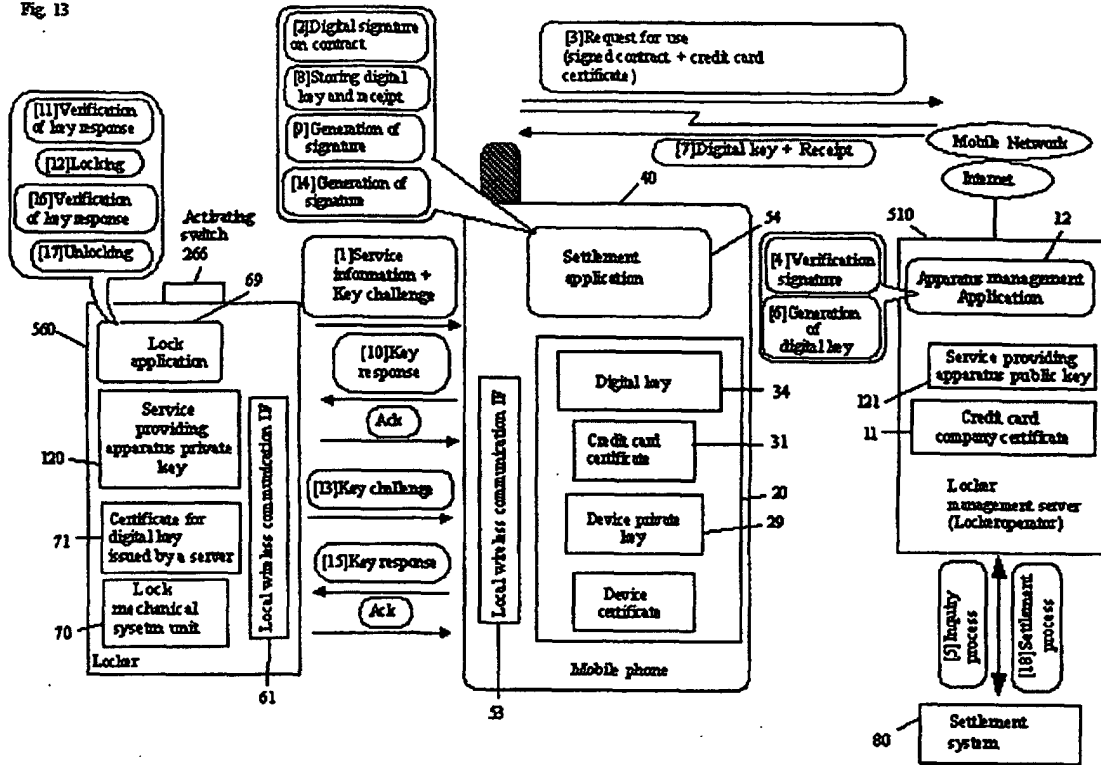 Fig. 13
[2]Digital signature
on contract
[8]Storing digital
key and receipt
[9]Generation of
signature
[14]Generation of
signature
[3]Request for use
(signed contract + credit card
certificate)
[7]Digital key + Receipt
Mobile Network
Internet
[11]Verification
of key response
[12]Locking
[16]Verification
of key response
[17]Unlocking
Activating
switch
266
69
560
Lock
application
Service
providing
apparatus private
key
120
Certificate for
digital key
issued by a server
71
Lock
mechanical
sysetm unit
70
Locker
Local wireless communication I/F
61
[1]Service
information +
Key challenge
[10]Key
response
Ack
[13]Key challenge
[15]Key response
Ack
40
54
Settlement
application
Local wireless communication I/F
53
Digital key
34
Credit card
certificate
31
20
Device private
key
29
Device
certificate
Mobile phone
[4]Verification
signature
[6]Generation
of
digital key
510
12
Apparatus management
Application
Service providing
apparatus public key
121
Credit card
company certificate
11
Locker
management server
(Lockeroperator)
[5]Inquiry
process
[18]Settlement
process
Settlement
system
80